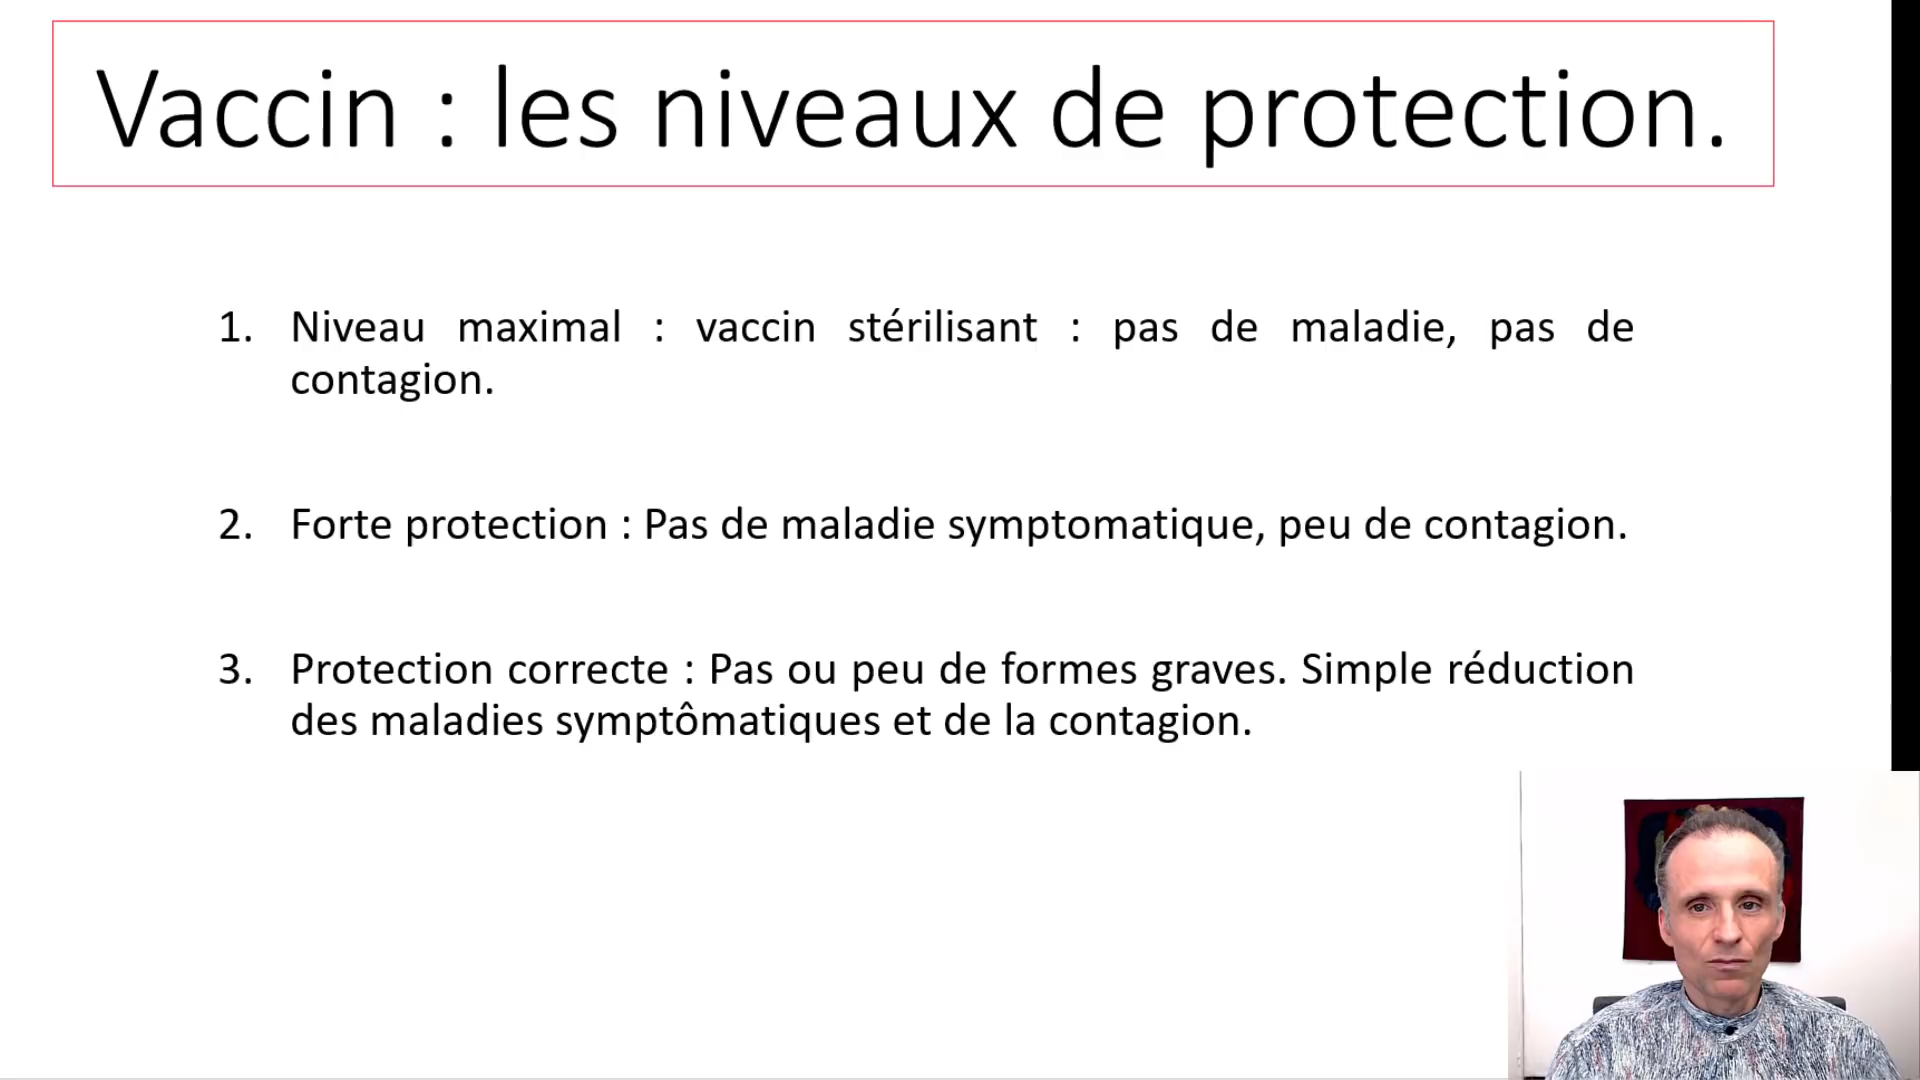 Vaccin : les niveaux de protection.
1. Niveau maximal : vaccin stérilisant : pas de maladie, pas de
contagion.
2. Forte protection : Pas de maladie symptomatique, peu de contagion.
3. Protection correcte : Pas ou peu de formes graves. Simple réduction
des maladies symptômatiques et de la contagion.